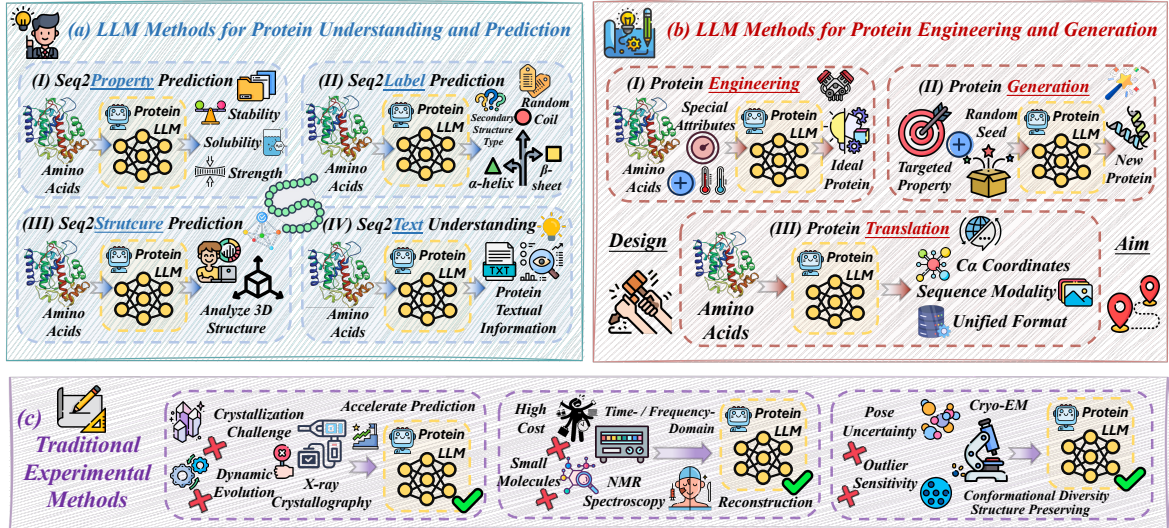 (a) LLM Methods for Protein Understanding and Prediction
(I) Seq2Property Prediction
Amino
Acids
Protein
LLM
Stability
Solubility
Strength
(II) Seq2Label Prediction
Amino
Acids
Protein
LLM
Secondary
Structure
Type
Random
Coil
α-helix
β-
sheet
(III) Seq2Strutcure Prediction
Amino
Acids
Protein
LLM
Analyze 3D
Structure
(IV) Seq2Text Understanding
Amino
Acids
Protein
LLM
TXT
Protein
Textual
Information
(b) LLM Methods for Protein Engineering and Generation
(I) Protein Engineering
Amino
Acids
Special
Attributes
Protein
LLM
Ideal
Protein
(II) Protein Generation
Targeted
Property
Random
Seed
Protein
LLM
New
Protein
Design
(III) Protein Translation
Amino
Acids
Protein
LLM
Cα Coordinates
Sequence Modality
Unified Format
Aim
(c)
Traditional
Experimental
Methods
Crystallization
Challenge
Dynamic
Evolution
X-ray
Crystallography
Accelerate Prediction
Protein
LLM
High
Cost
Small
Molecules
Time- / Frequency-
Domain
NMR
Spectroscopy
Protein
LLM
Reconstruction
Pose
Uncertainty
Outlier
Sensitivity
Cryo-EM
Protein
LLM
Conformational Diversity
Structure Preserving